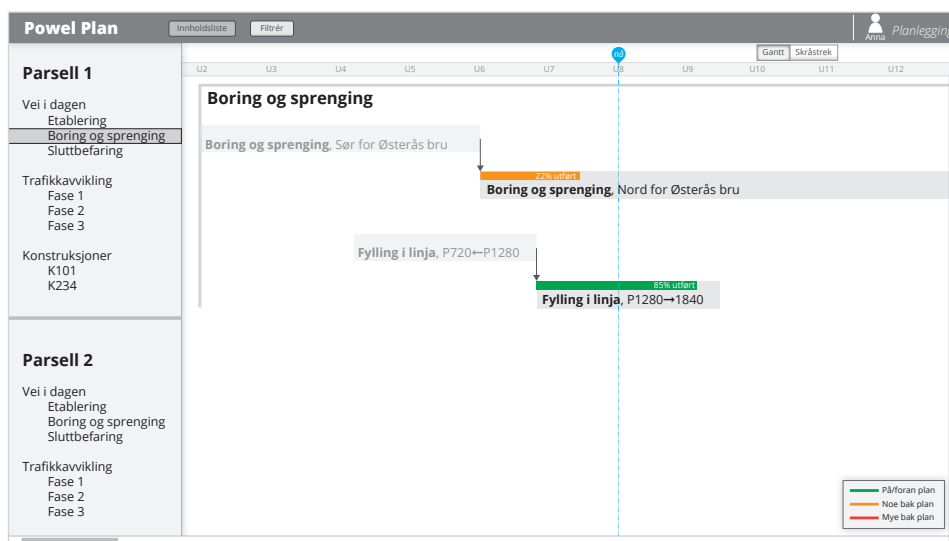 Powel Plan
Innholdsliste
Filtrér
Anna
Planlegging
nå
Gantt
Skråstrek
U2 U3 U4 U5 U6 U7 U8 U9 U10 U11 U12
Parsell 1
Vei i dagen
Etablering
Boring og sprenging
Sluttbefaring
Trafikkavvikling
Fase 1
Fase 2
Fase 3
Konstruksjoner
K101
K234
Parsell 2
Vei i dagen
Etablering
Boring og sprenging
Sluttbefaring
Trafikkavvikling
Fase 1
Fase 2
Fase 3
Boring og sprenging
Boring og sprenging, Sør for Østerås bru
22% utført
Boring og sprenging, Nord for Østerås bru
Fylling i linja, P720←P1280
85% utført
Fylling i linja, P1280→1840
På/foran plan
Noe bak plan
Mye bak plan